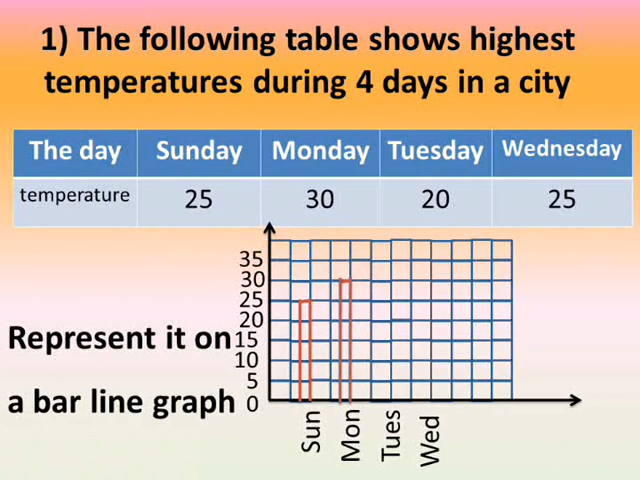 1) The following table shows highest
temperatures during 4 days in a city
The day Sunday Monday Tuesday Wednesday
temperature 25 30 20 25
35
30
25
20
Represent it on
15
10
5
a bar line graph
0
Sun Mon Tues Wed